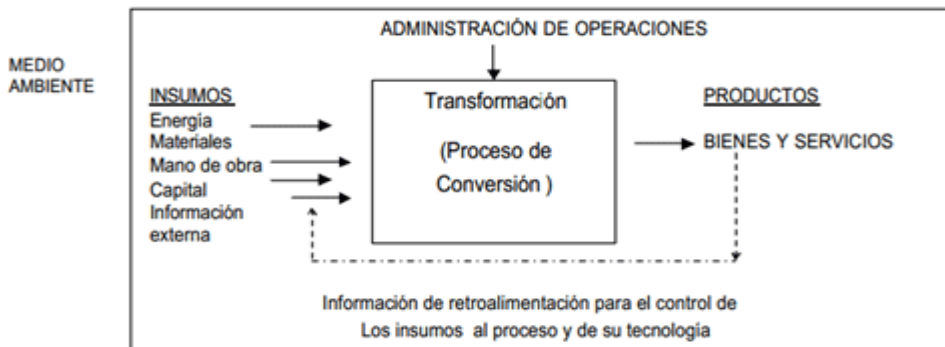 ADMINISTRACIÓN DE OPERACIONES
MEDIO
AMBIENTE
INSUMOS
Energía
Materiales
Mano de obra
Capital
Información
externa
Transformación
(Proceso de
Conversión )
PRODUCTOS
BIENES Y SERVICIOS
Información de retroalimentación para el control de
Los insumos al proceso y de su tecnología